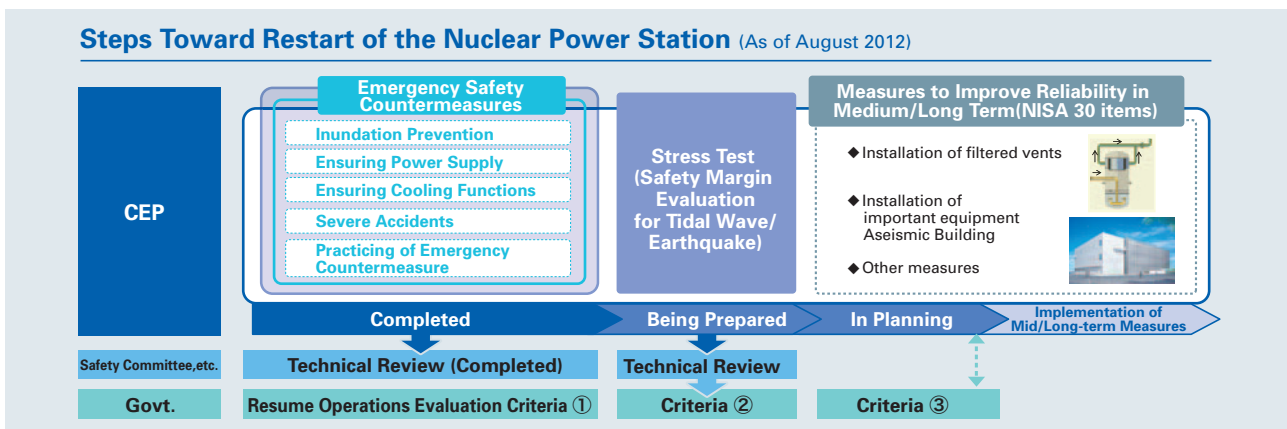 Steps Toward Restart of the Nuclear Power Station (As of August 2012)
CEP
Emergency Safety
Countermeasures
Inundation Prevention
Ensuring Power Supply
Ensuring Cooling Functions
Severe Accidents
Practicing of Emergency
Countermeasure
Stress Test
(Safety Margin
Evaluation
for Tidal Wave/
Earthquake)
Measures to Improve Reliability in
Medium/Long Term(NISA 30 items)
◆Installation of filtered vents
◆Installation of
important equipment
Aseismic Building
◆Other measures
Completed
Being Prepared
In Planning
Implementation of
Mid/Long-term Measures
Safety Committee,etc.
Technical Review (Completed)
Technical Review
Govt.
Resume Operations Evaluation Criteria ①
Criteria ②
Criteria ③